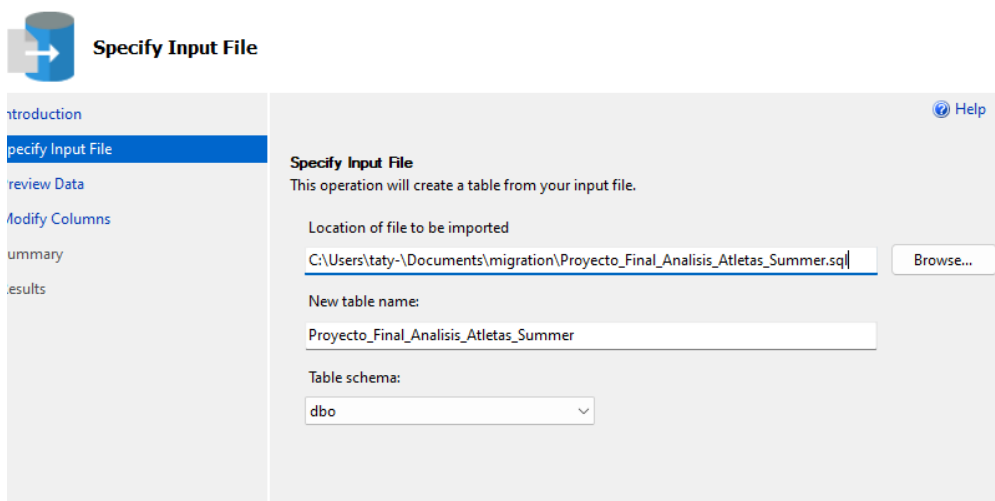 Specify Input File
Help
ntroduction
pecify Input File
review Data
Modify Columns
ummary
esults
Specify Input File
This operation will create a table from your input file.
Location of file to be imported
C:\Users\taty-\Documents\migration\Proyecto_Final_Analisis_Atletas_Summer.sql
Browse...
New table name:
Proyecto_Final_Analisis_Atletas_Summer
Table schema:
dbo